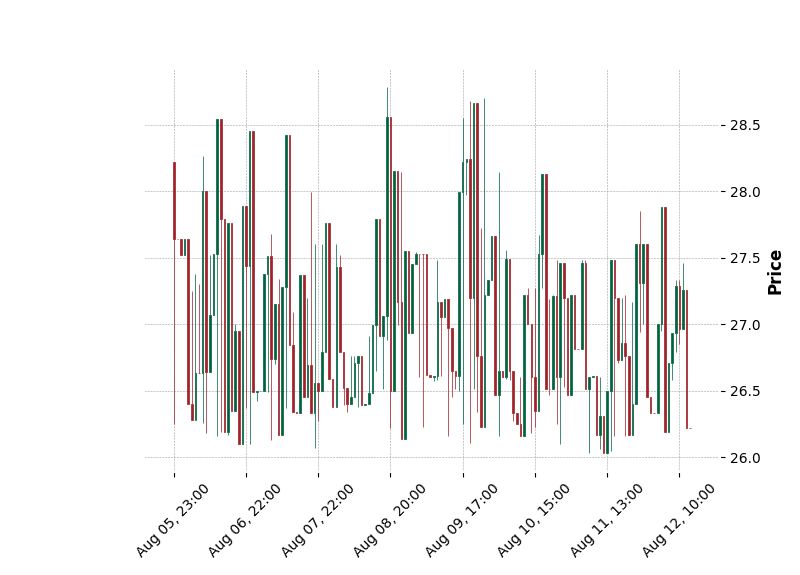 28.5
28.0
27.5
27.0
26.5
26.0
Price
Aug 05, 23:00
Aug 06, 22:00
Aug 07, 22:00
Aug 08, 20:00
Aug 09, 17:00
Aug 10, 15:00
Aug 11, 13:00
Aug 12, 10:00